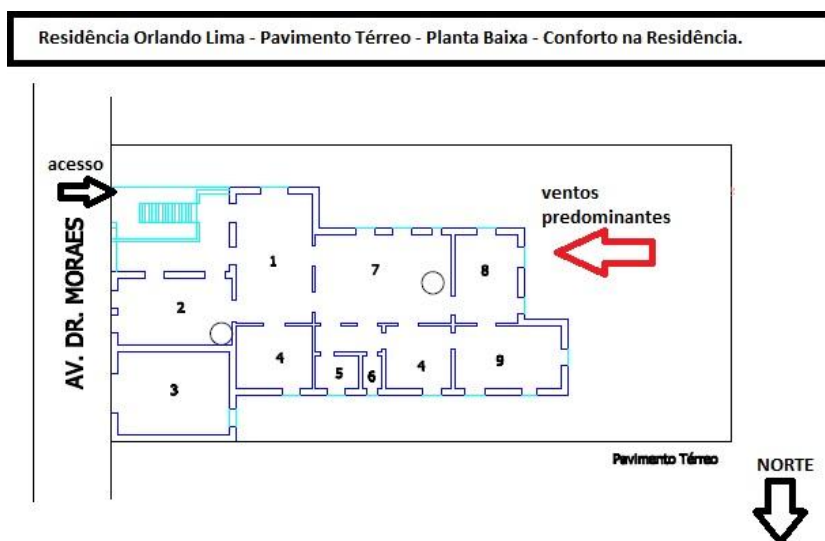 Residência Orlando Lima - Pavimento Térreo - Planta Baixa - Conforto na Residência.
acesso
ventos
predominantes
AV. DR. MORAES
1
7
8
2
4
5
6
4
9
3
Pavimento Térreo
NORTE